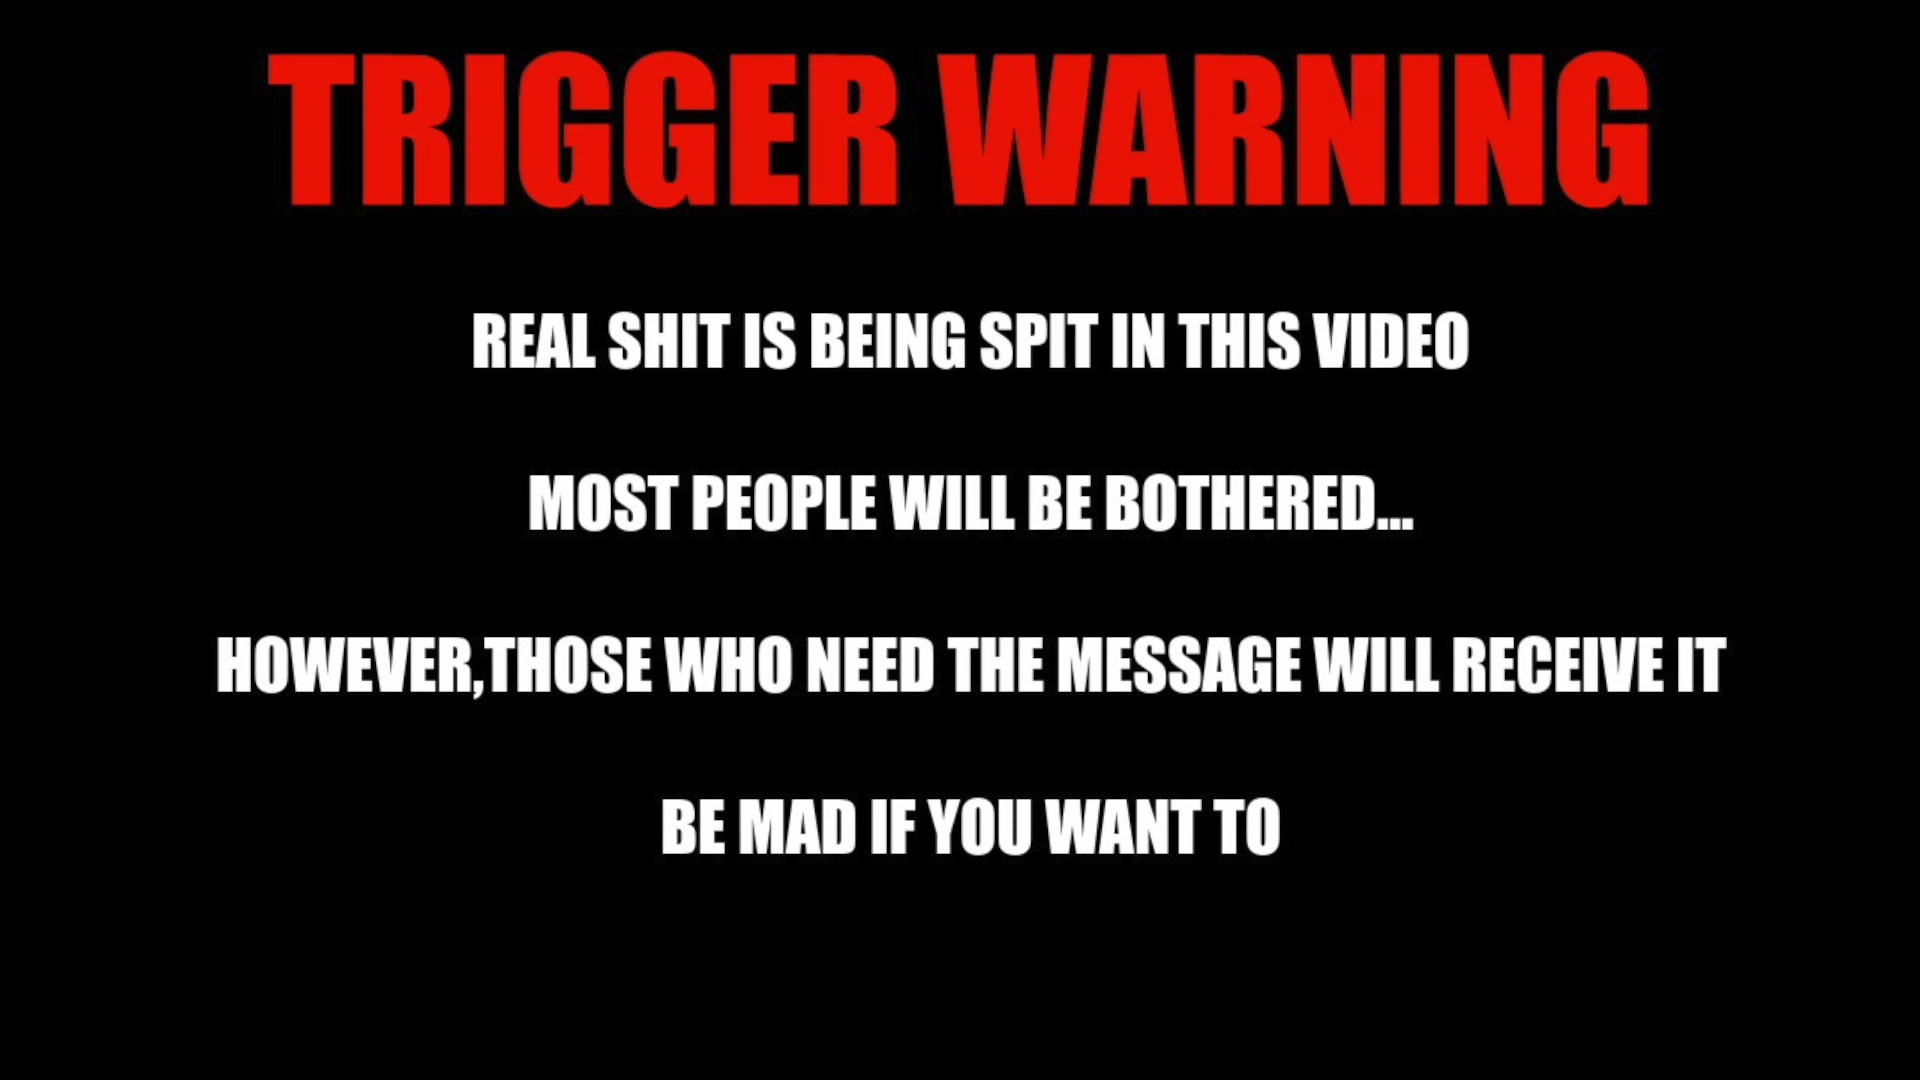 TRIGGER WARNING
REAL SHIT IS BEING SPIT IN THIS VIDEO
MOST PEOPLE WILL BE BOTHERED...
HOWEVER,THOSE WHO NEED THE MESSAGE WILL RECEIVE IT
BE MAD IF YOU WANT TO